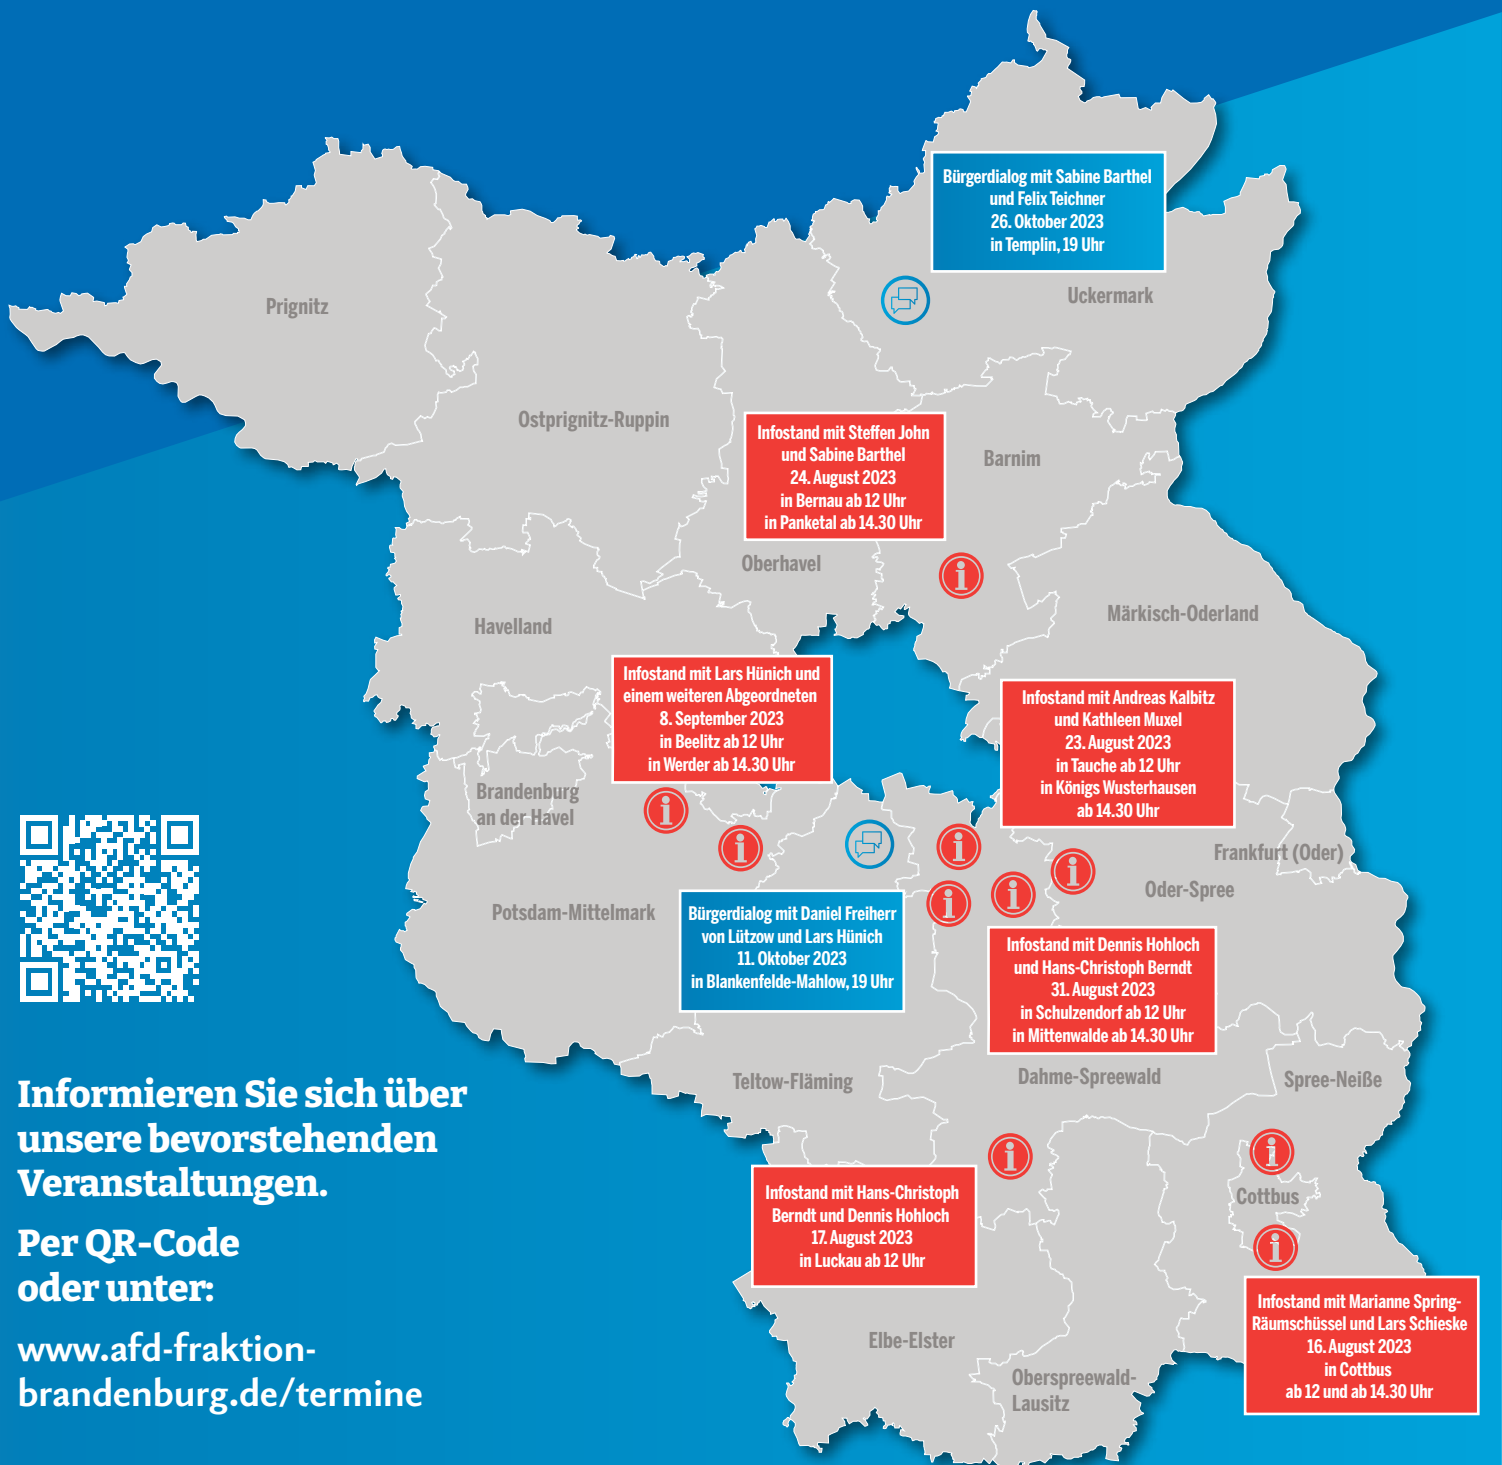 Bürgerdialog mit Sabine Barthel
und Felix Teichner
26. Oktober 2023
in Templin, 19 Uhr
Prignitz
Uckermark
Ostprignitz-Ruppin
Infostand mit Steffen John
und Sabine Barthel
24. August 2023
in Bernau ab 12 Uhr
in Panketal ab 14.30 Uhr
Barnim
Oberhavel
Havelland
Märkisch-Oderland
Infostand mit Lars Hünich und
einem weiteren Abgeordneten
8. September 2023
in Beelitz ab 12 Uhr
in Werder ab 14.30 Uhr
Infostand mit Andreas Kalbitz
und Kathleen Muxel
23. August 2023
in Tauche ab 12 Uhr
in Königs Wusterhausen
ab 14.30 Uhr
Brandenburg
an der Havel
Frankfurt (Oder)
Oder-Spree
Potsdam-Mittelmark
Bürgerdialog mit Daniel Freiherr
von Lützow und Lars Hünich
11. Oktober 2023
in Blankenfelde-Mahlow, 19 Uhr
Infostand mit Dennis Hohloch
und Hans-Christoph Berndt
31. August 2023
in Schulzendorf ab 12 Uhr
in Mittenwalde ab 14.30 Uhr
Teltow-Fläming
Dahme-Spreewald
Spree-Neiße
Informieren Sie sich über
unsere bevorstehenden
Veranstaltungen.
Per QR-Code
oder unter:
www.afd-fraktion-
brandenburg.de/termine
Infostand mit Hans-Christoph
Berndt und Dennis Hohloch
17. August 2023
in Luckau ab 12 Uhr
Cottbus
Infostand mit Marianne Spring-
Räumschüssel und Lars Schieske
16. August 2023
in Cottbus
ab 12 und ab 14.30 Uhr
Elbe-Elster
Oberspreewald-
Lausitz